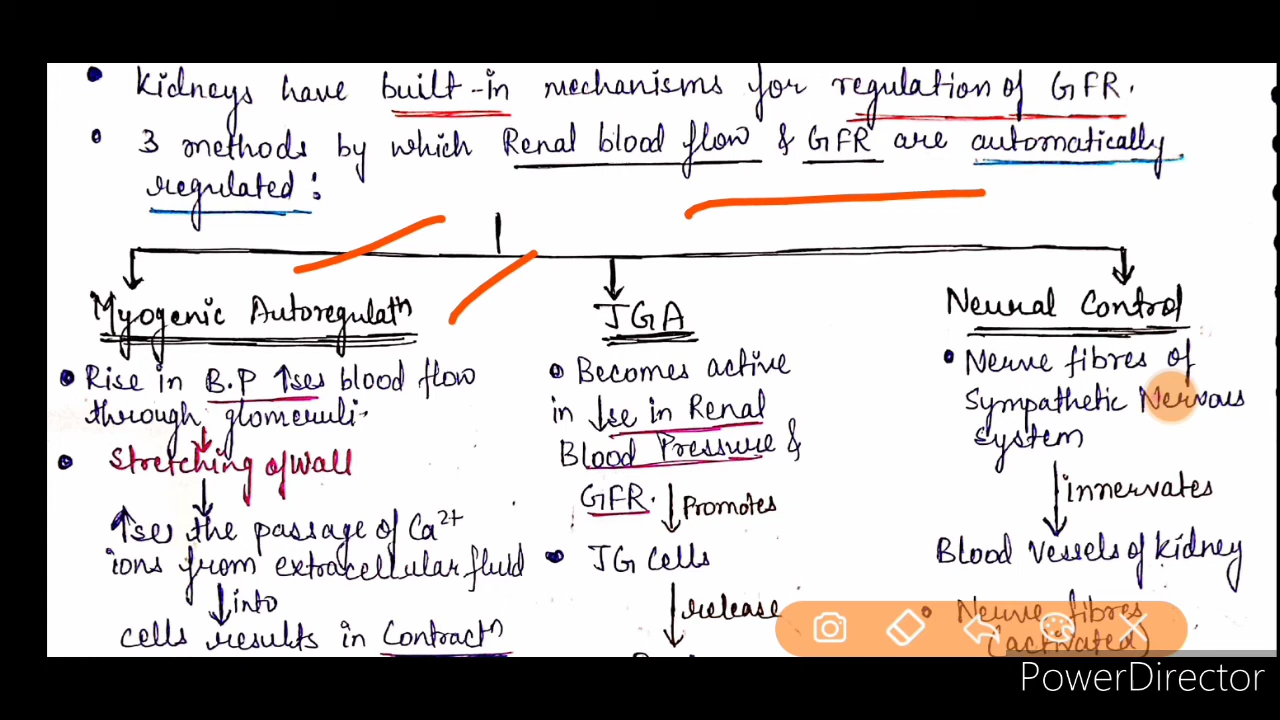 • Kidneys have built-in mechanisms for regulation of GFR.
• 3 methods by which Renal blood flow & GFR are automatically
regulated:
Myogenic Autoregulatⁿ
• Rise in B.P ↑ses blood flow
through glomeruli.
• Stretching of wall
↑ses the passage of Ca²⁺
ions from extracellular fluid
↓ into
cells results in Contractⁿ
JGA
• Becomes active
in ↓se in Renal
Blood Pressure &
GFR. ↓ Promotes
• JG Cells
↓ release
Neural Control
• Nerve fibres of
Sympathetic Nervous
System
↓ innervates
Blood Vessels of Kidney
• Nerve fibres
(activated)
PowerDirector